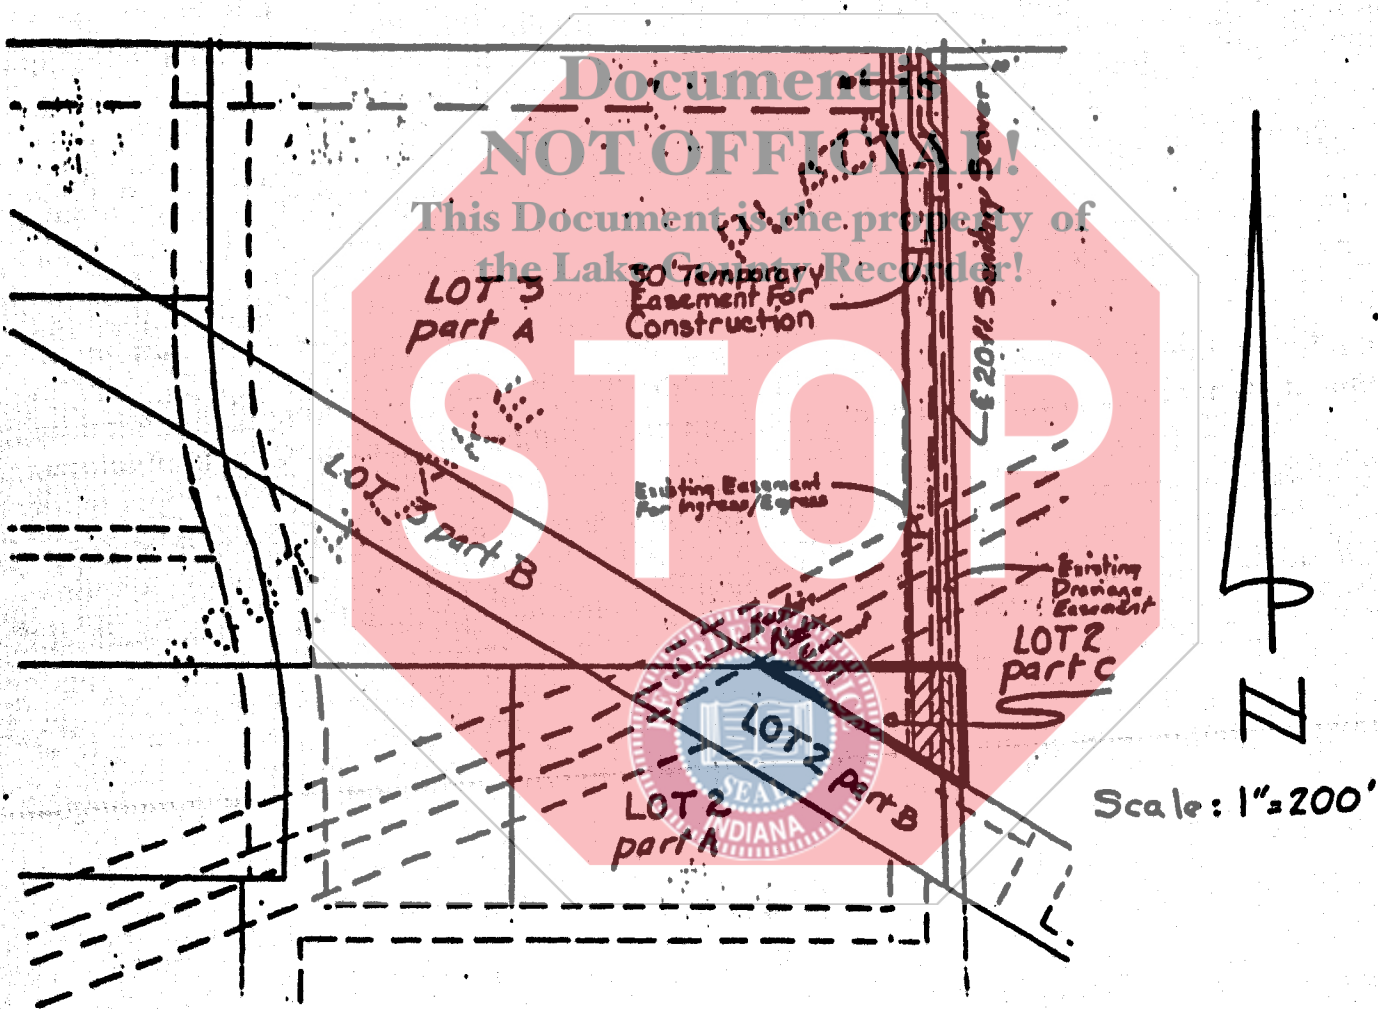 Document is
NOT OFFICIAL!
This Document is the property of
the Lake County Recorder!
STOP
LOT 3
part A
50' Temporary
Easement For
Construction
℄ 20 ft. Sanitary Sewer
LOT 3 part B
Existing Easement
For Ingress/Egress
Existing
Drainage
Easement
LOT 2
part C
LOT 2 part B
LOT 2
part A
SEAL
INDIANA
N
Scale: 1"=200'